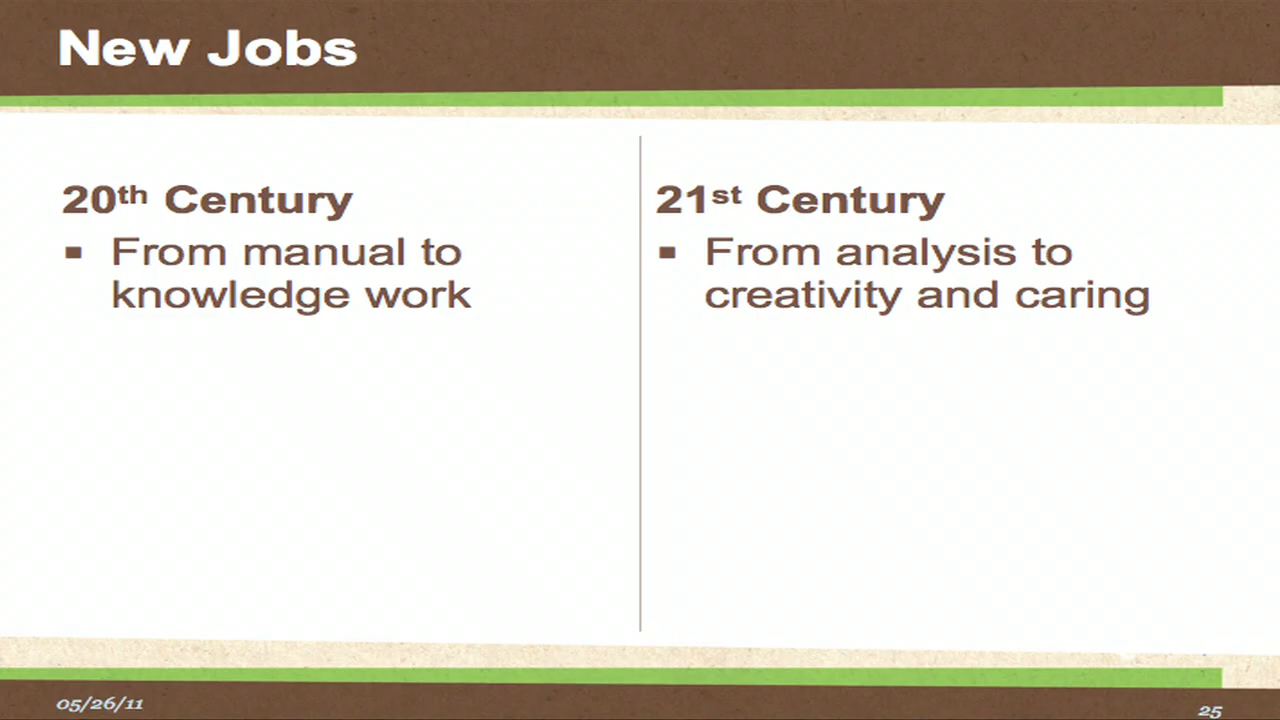 New Jobs
20th Century
▪ From manual to
knowledge work
21st Century
▪ From analysis to
creativity and caring
05/26/11
25